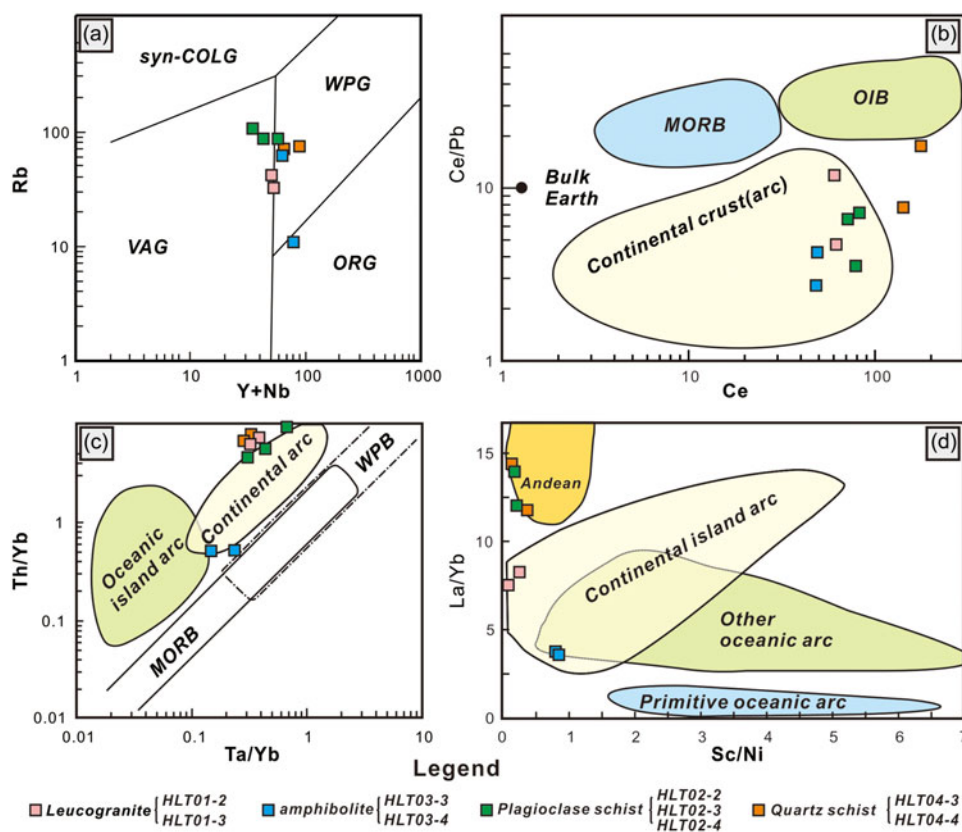 (a)
syn-COLG
WPG
VAG
ORG
Rb
100
10
1
1
10
100
1000
Y+Nb
(b)
MORB
OIB
Bulk
Earth
Continental crust(arc)
Ce/Pb
10
1
1
10
100
Ce
(c)
Oceanic
island arc
Continental arc
WPB
MORB
Th/Yb
1
0.1
0.01
0.01
0.1
1
10
Ta/Yb
(d)
Andean
Continental island arc
Other
oceanic arc
Primitive oceanic arc
La/Yb
15
10
5
0
0
1
2
3
4
5
6
7
Sc/Ni
Legend
Leucogranite
HLT01-2
HLT01-3
amphibolite
HLT03-3
HLT03-4
Plagioclase schist
HLT02-2
HLT02-3
HLT02-4
Quartz schist
HLT04-3
HLT04-4